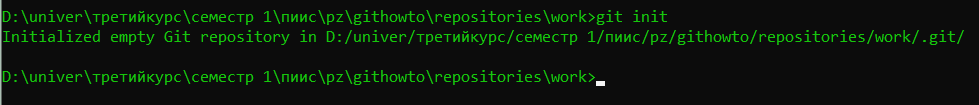 D:\univer\третийкурс\семестр 1\пиис\pz\githowto\repositories\work>git init
Initialized empty Git repository in D:/univer/третийкурс/семестр 1/пиис/pz/githowto/repositories/work/.git/
D:\univer\третийкурс\семестр 1\пиис\pz\githowto\repositories\work>